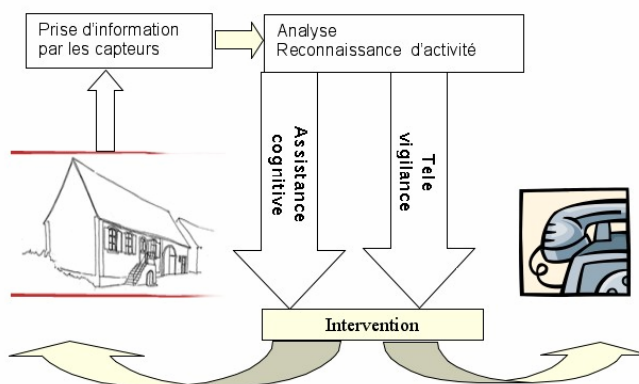 Prise d'information
par les capteurs
Analyse
Reconnaissance d'activité
Assistance
cognitive
Tele
vigilance
Intervention